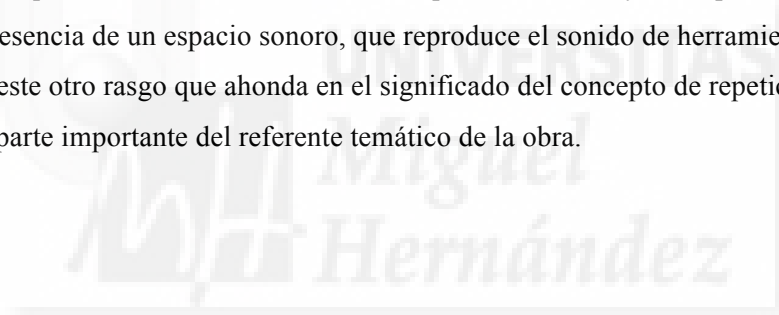 esencia de un espacio sonoro, que reproduce el sonido de herramie
este otro rasgo que ahonda en el significado del concepto de repeti
parte importante del referente temático de la obra.
UNIVERSITAS
Miguel
Hernández